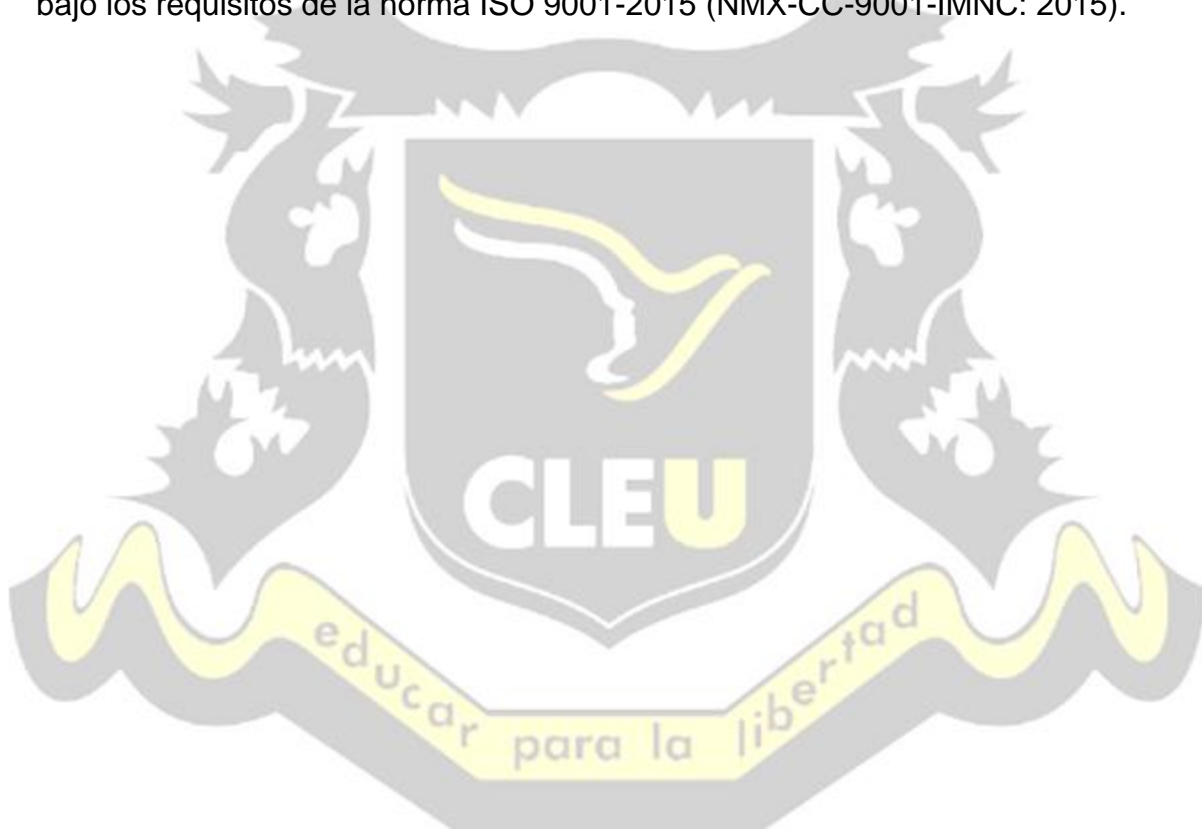 bajo los requisitos de la norma ISO 9001-2015 (NMX-CC-9001-IMNC: 2015).
CLEU
educar para la libertad